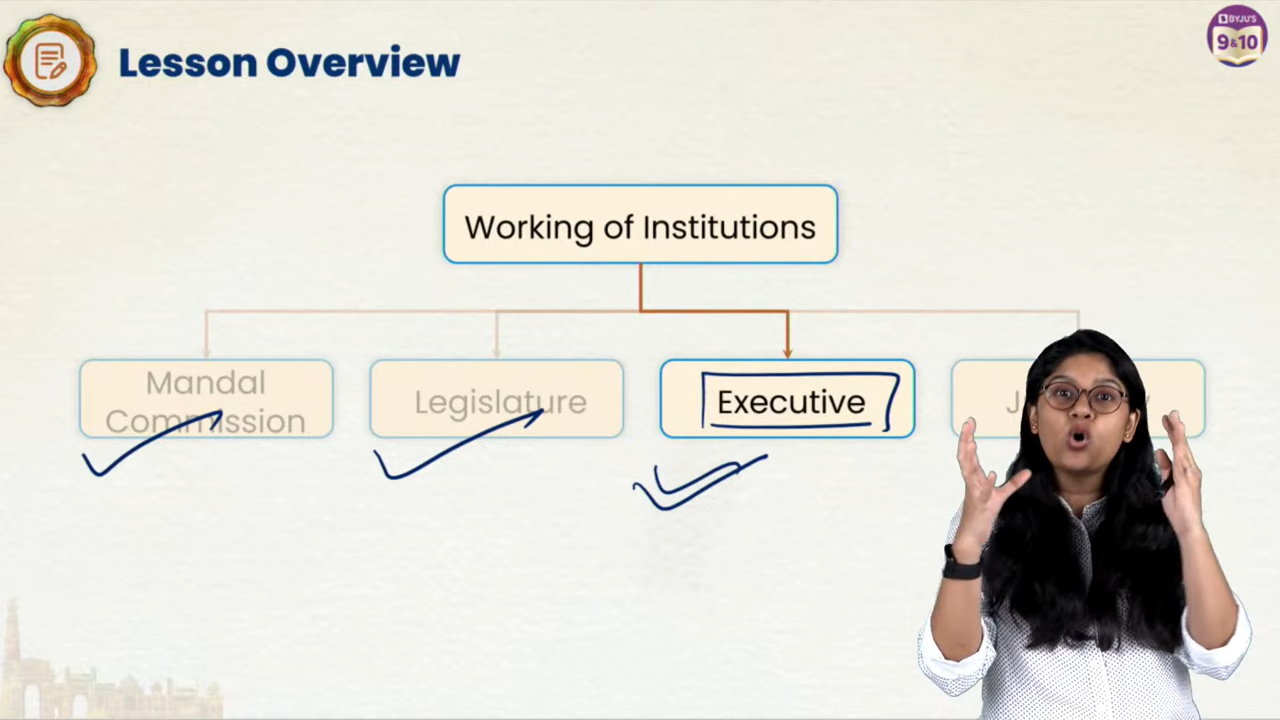 BYJU'S
9&10
Lesson Overview
Working of Institutions
Mandal
Commission
Legislature
Executive